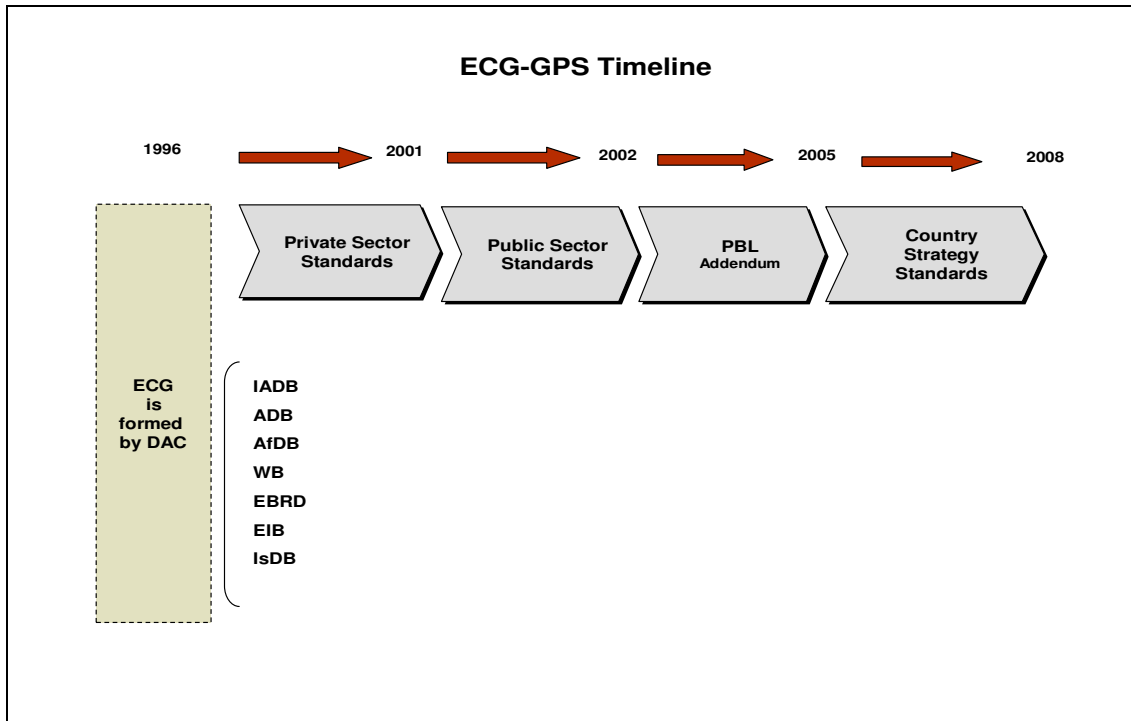 ECG-GPS Timeline
1996
2001
2002
2005
2008
Private Sector
Standards
Public Sector
Standards
PBL
Addendum
Country
Strategy
Standards
ECG
is
formed
by DAC
IADB
ADB
AfDB
WB
EBRD
EIB
IsDB